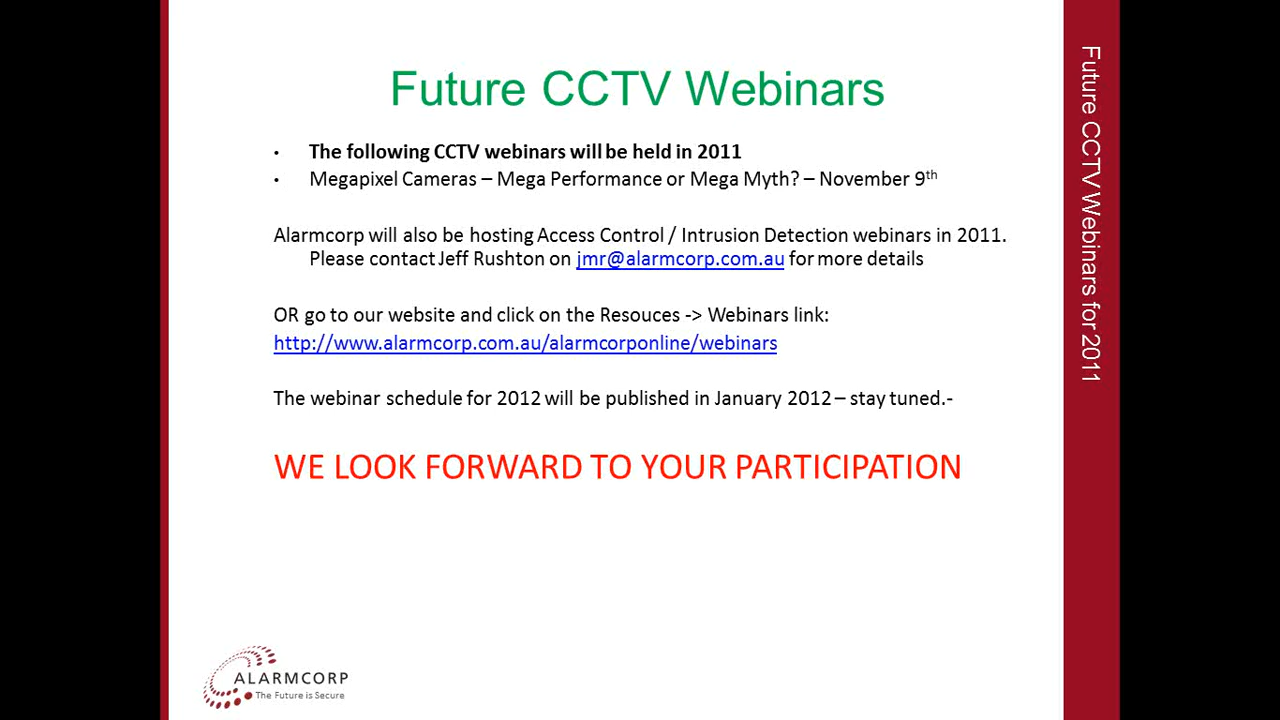 Future CCTV Webinars
• The following CCTV webinars will be held in 2011
• Megapixel Cameras – Mega Performance or Mega Myth? – November 9th
Alarmcorp will also be hosting Access Control / Intrusion Detection webinars in 2011.
Please contact Jeff Rushton on jmr@alarmcorp.com.au for more details
OR go to our website and click on the Resouces -> Webinars link:
http://www.alarmcorp.com.au/alarmcorponline/webinars
The webinar schedule for 2012 will be published in January 2012 – stay tuned.-
WE LOOK FORWARD TO YOUR PARTICIPATION
ALARMCORP
The Future is Secure
Future CCTV Webinars for 2011